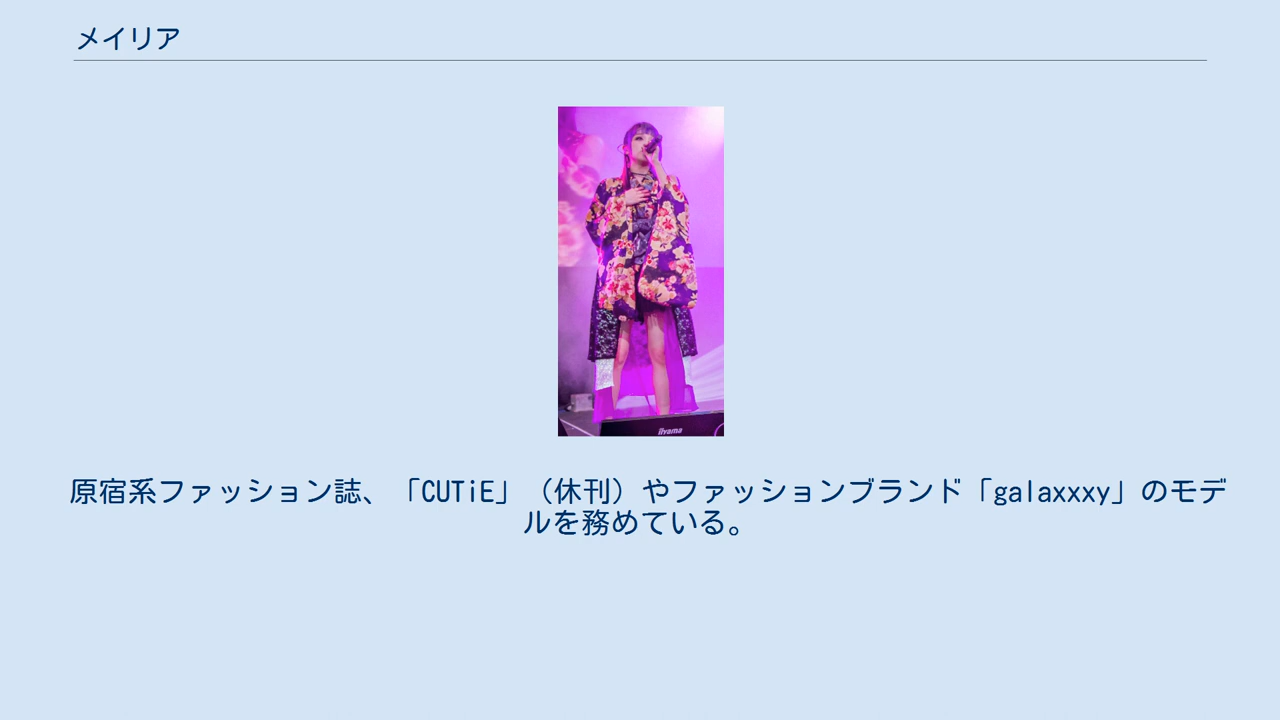 メイリア
iiyama
原宿系ファッション誌、「CUTiE」（休刊）やファッションブランド「galaxxxy」のモデ
ルを務めている。